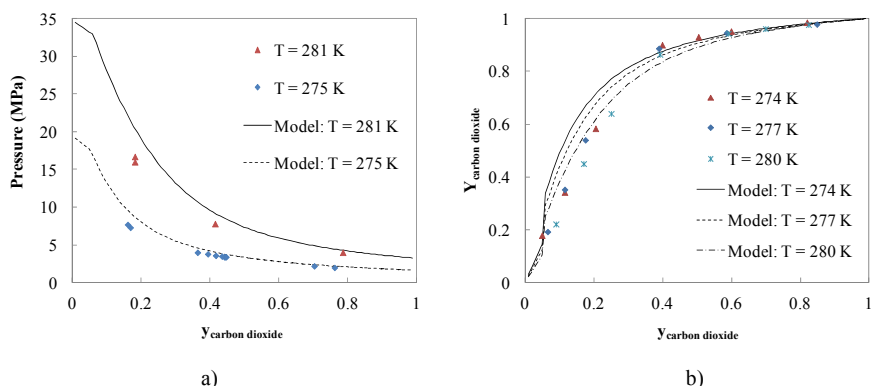 35
30
25
20
15
10
5
0
Pressure (MPa)
0 0.2 0.4 0.6 0.8 1
y carbon dioxide
T = 281 K
T = 275 K
Model: T = 281 K
Model: T = 275 K
a)
1
0.8
0.6
0.4
0.2
0
Y carbon dioxide
0 0.2 0.4 0.6 0.8 1
y carbon dioxide
T = 274 K
T = 277 K
T = 280 K
Model: T = 274 K
Model: T = 277 K
Model: T = 280 K
b)